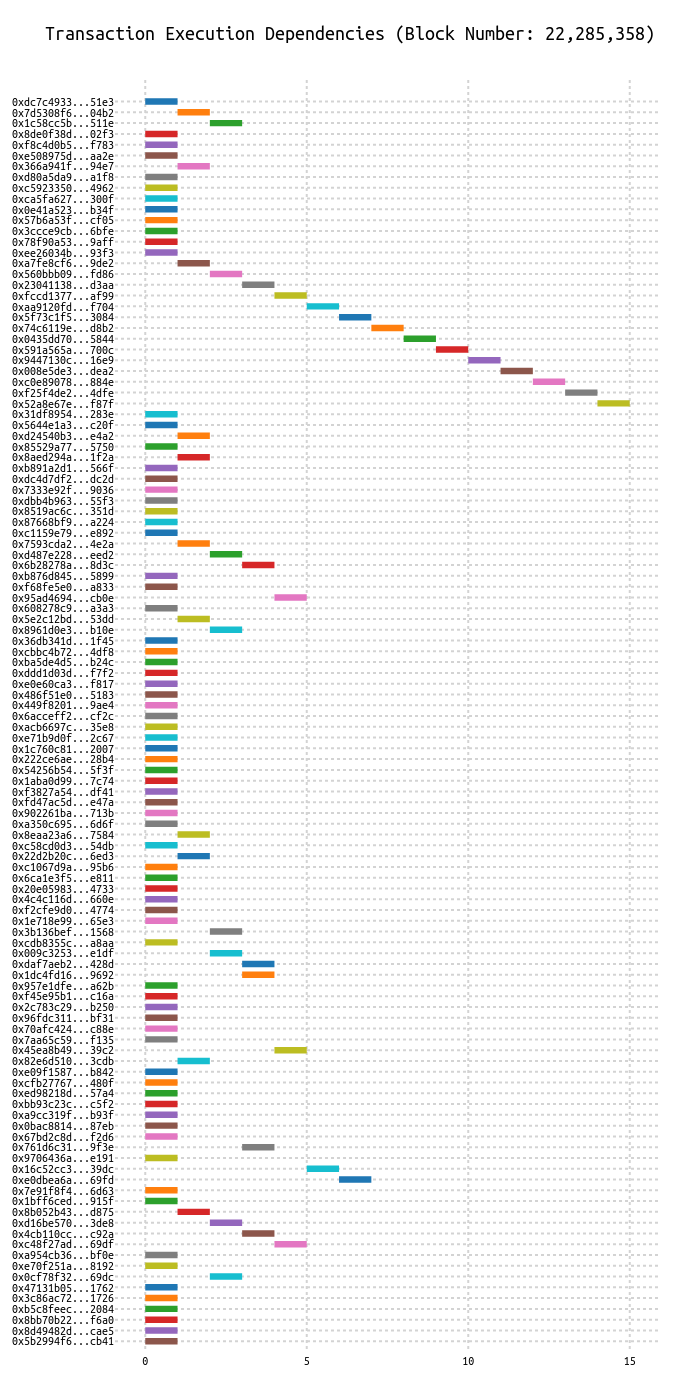 Transaction Execution Dependencies (Block Number: 22,285,358)
0xdc7c4933...51e3
0x7d5308f6...04b2
0x1c58cc5b...511e
0x8de0f38d...02f3
0xf8c4d0b5...f783
0xe508975d...aa2e
0x366a941f...94e7
0xd80a5da9...a1f8
0xc5923350...4962
0xca5fa627...300f
0x0e41a523...b34f
0x57b6a53f...cf05
0x3ccce9cb...6bfe
0x78f90a53...9aff
0xee26034b...93f3
0xa7fe8cf6...9de2
0x560bbb09...fd86
0x23041138...d3aa
0xfccd1377...af99
0xaa9120fd...f704
0x5f73c1f5...3084
0x74c6119e...d8b2
0x0435dd70...5844
0x591a565a...700c
0x9447130c...16e9
0x008e5de3...dea2
0xc0e89078...884e
0xf25f4de2...4dfe
0x52a8e67e...f87f
0x31df8954...283e
0x5644e1a3...c20f
0xd24540b3...e4a2
0x85529a77...5750
0x8aed294a...1f2a
0xb891a2d1...566f
0xdc4d7df2...dc2d
0x7333e92f...9036
0xdbb4b963...55f3
0x8519ac6c...351d
0x87668bf9...a224
0xc1159e79...e892
0x7593cda2...4e2a
0xd487e228...eed2
0x6b28278a...8d3c
0xb876d845...5899
0xf68fe5e0...a833
0x95ad4694...cb0e
0x608278c9...a3a3
0x5e2c12bd...53dd
0x8961d0e3...b10e
0x36db341d...1f45
0xcbbc4b72...4df8
0xba5de4d5...b24c
0xddd1d03d...f7f2
0xe0e60ca3...f817
0x486f51e0...5183
0x449f8201...9ae4
0x6acceff2...cf2c
0xacb6697c...35e8
0xe71b9d0f...2c67
0x1c760c81...2007
0x222ce6ae...28b4
0x54256b54...5f3f
0x1aba0d99...7c74
0xf3827a54...df41
0xfd47ac5d...e47a
0x902261ba...713b
0xa350c695...6d6f
0x8eaa23a6...7584
0xc58cd0d3...54db
0x22d2b20c...6ed3
0xc1067d9a...95b6
0x6ca1e3f5...e811
0x20e05983...4733
0x4c4c116d...660e
0xf2cfe9d0...4774
0x1e718e99...65e3
0x3b136bef...1568
0xcdb8355c...a8aa
0x009c3253...e1df
0xdaf7aeb2...428d
0x1dc4fd16...9692
0x957e1dfe...a62b
0xf45e95b1...c16a
0x2c783c29...b250
0x96fdc311...bf31
0x70afc424...c88e
0x7aa65c59...f135
0x45ea8b49...39c2
0x82e6d510...3cdb
0xe09f1587...b842
0xcfb27767...480f
0xed98218d...57a4
0xbb93c23c...c5f2
0xa9cc319f...b93f
0x0bac8814...87eb
0x67bd2c8d...f2d6
0x761d6c31...9f3e
0x9706436a...e191
0x16c52cc3...39dc
0xe0dbea6a...69fd
0x7e91f8f4...6d63
0x1bff6ced...915f
0x8b052b43...d875
0xd16be570...3de8
0x4cb110cc...c92a
0xc48f27ad...69df
0xa954cb36...bf0e
0xe70f251a...8192
0x0cf78f32...69dc
0x47131b05...1762
0x3c86ac72...1726
0xb5c8feec...2084
0x8bb70b22...f6a0
0x8d49482d...cae5
0x5b2994f6...cb41
0 5 10 15